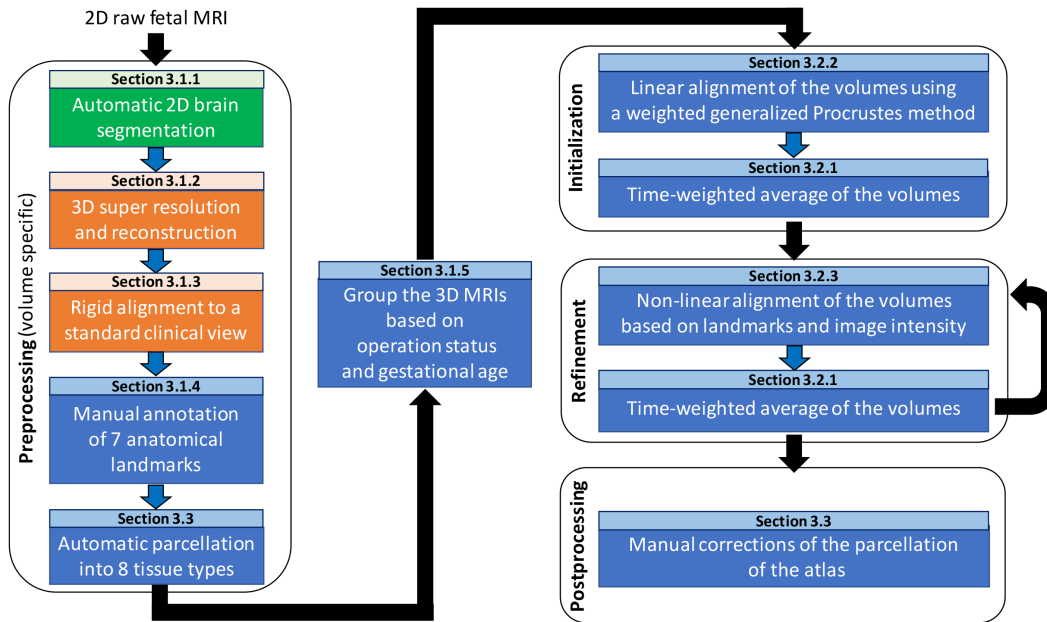 2D raw fetal MRI
Preprocessing (volume specific)
Section 3.1.1
Automatic 2D brain
segmentation
Section 3.1.2
3D super resolution
and reconstruction
Section 3.1.3
Rigid alignment to a
standard clinical view
Section 3.1.4
Manual annotation
of 7 anatomical
landmarks
Section 3.3
Automatic parcellation
into 8 tissue types
Section 3.1.5
Group the 3D MRIs
based on
operation status
and gestational age
Initialization
Section 3.2.2
Linear alignment of the volumes using
a weighted generalized Procrustes method
Section 3.2.1
Time-weighted average of the volumes
Refinement
Section 3.2.3
Non-linear alignment of the volumes
based on landmarks and image intensity
Section 3.2.1
Time-weighted average of the volumes
Postprocessing
Section 3.3
Manual corrections of the parcellation
of the atlas